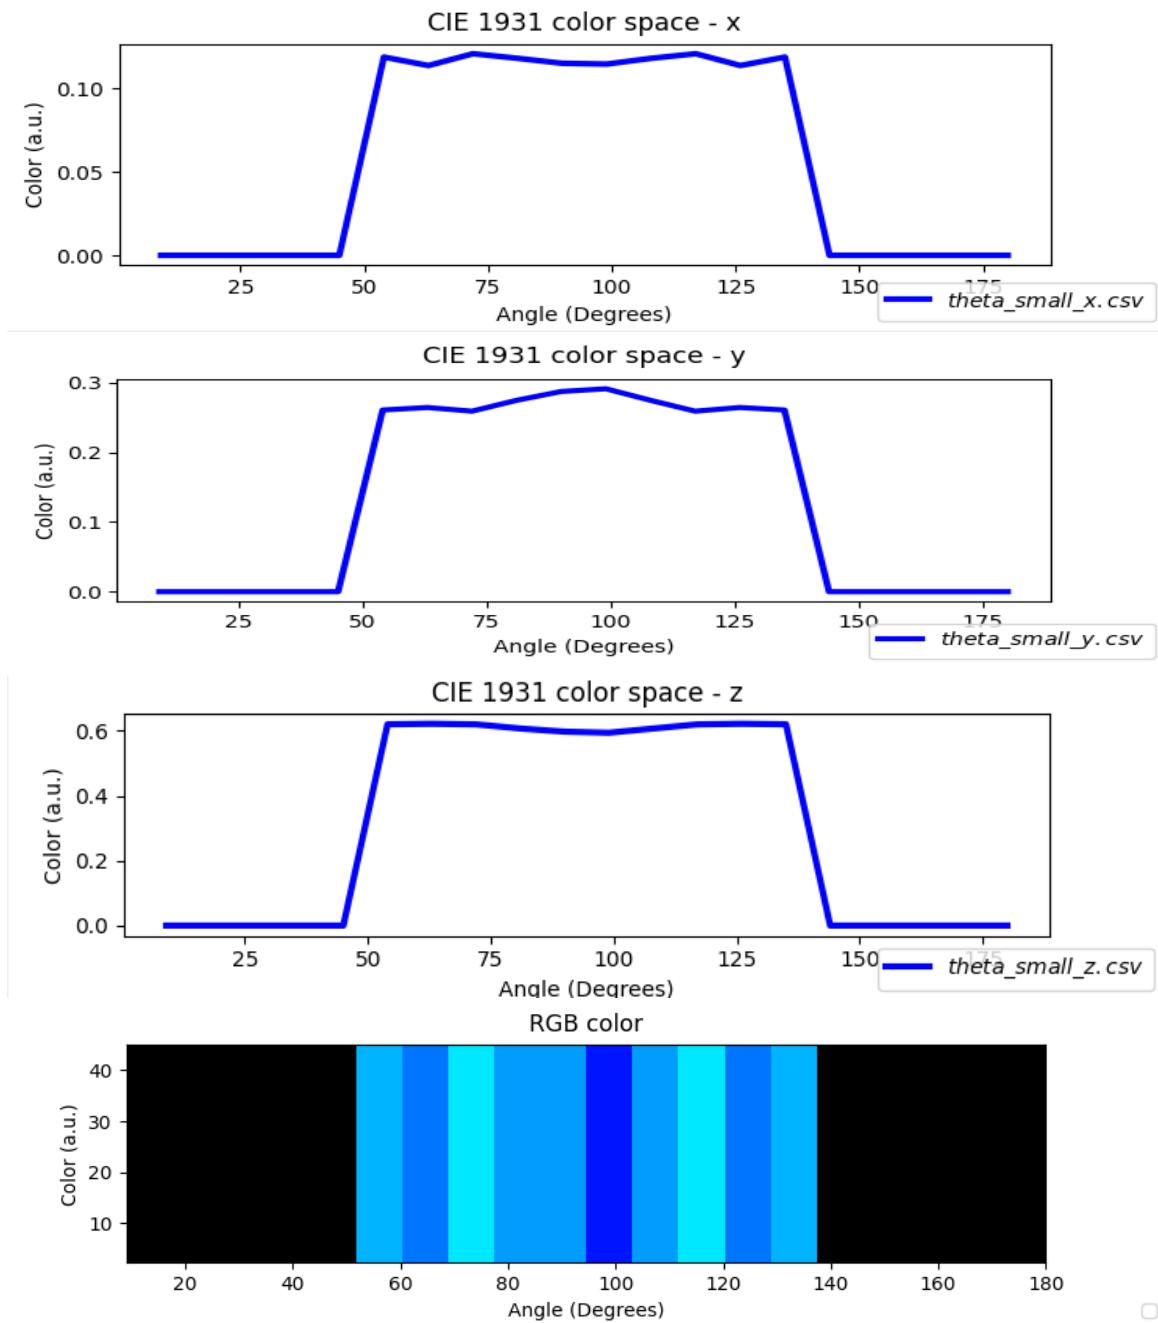 CIE 1931 color space - x
Color (a.u.)
0.10
0.05
0.00
25 50 75 100 125 150 175
Angle (Degrees)
theta_small_x.csv
CIE 1931 color space - y
Color (a.u.)
0.3
0.2
0.1
0.0
25 50 75 100 125 150 175
Angle (Degrees)
theta_small_y.csv
CIE 1931 color space - z
Color (a.u.)
0.6
0.4
0.2
0.0
25 50 75 100 125 150 175
Angle (Degrees)
theta_small_z.csv
RGB color
Color (a.u.)
40
30
20
10
20 40 60 80 100 120 140 160 180
Angle (Degrees)